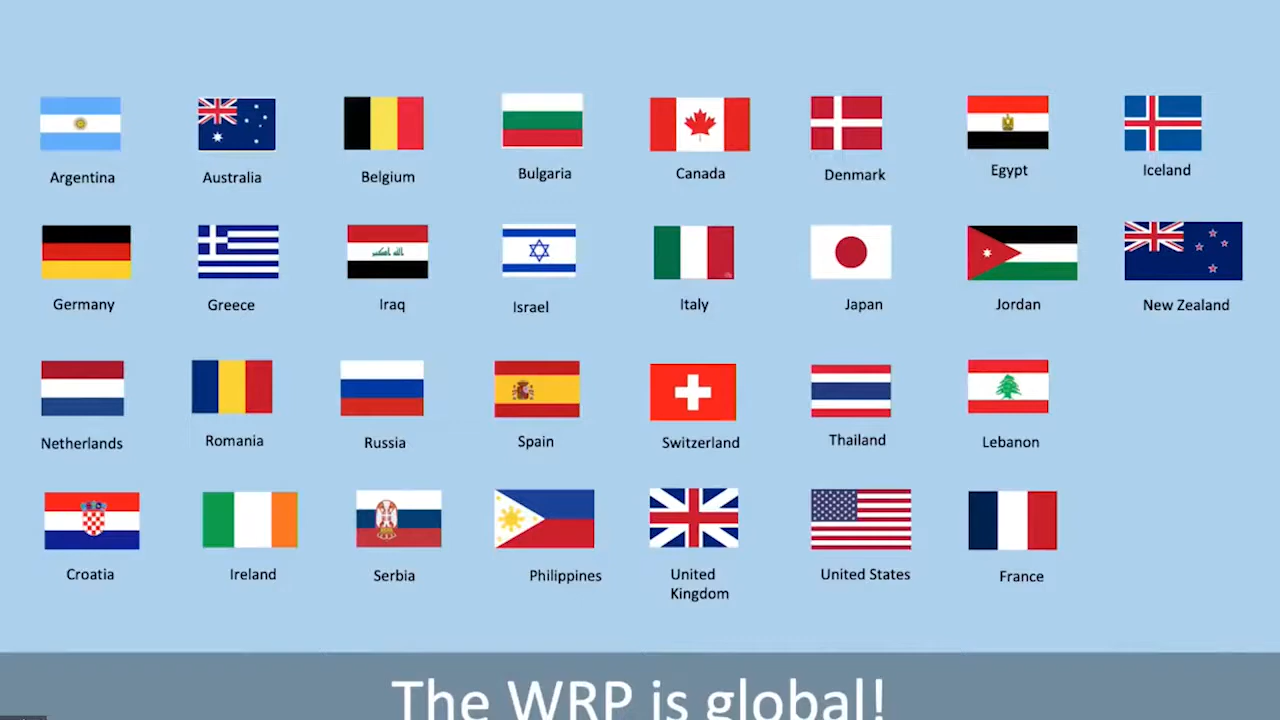 Argentina
Australia
Belgium
Bulgaria
Canada
Denmark
Egypt
Iceland
Germany
Greece
Iraq
Israel
Italy
Japan
Jordan
New Zealand
Netherlands
Romania
Russia
Spain
Switzerland
Thailand
Lebanon
Croatia
Ireland
Serbia
Philippines
United
Kingdom
United States
France
The WRP is global!